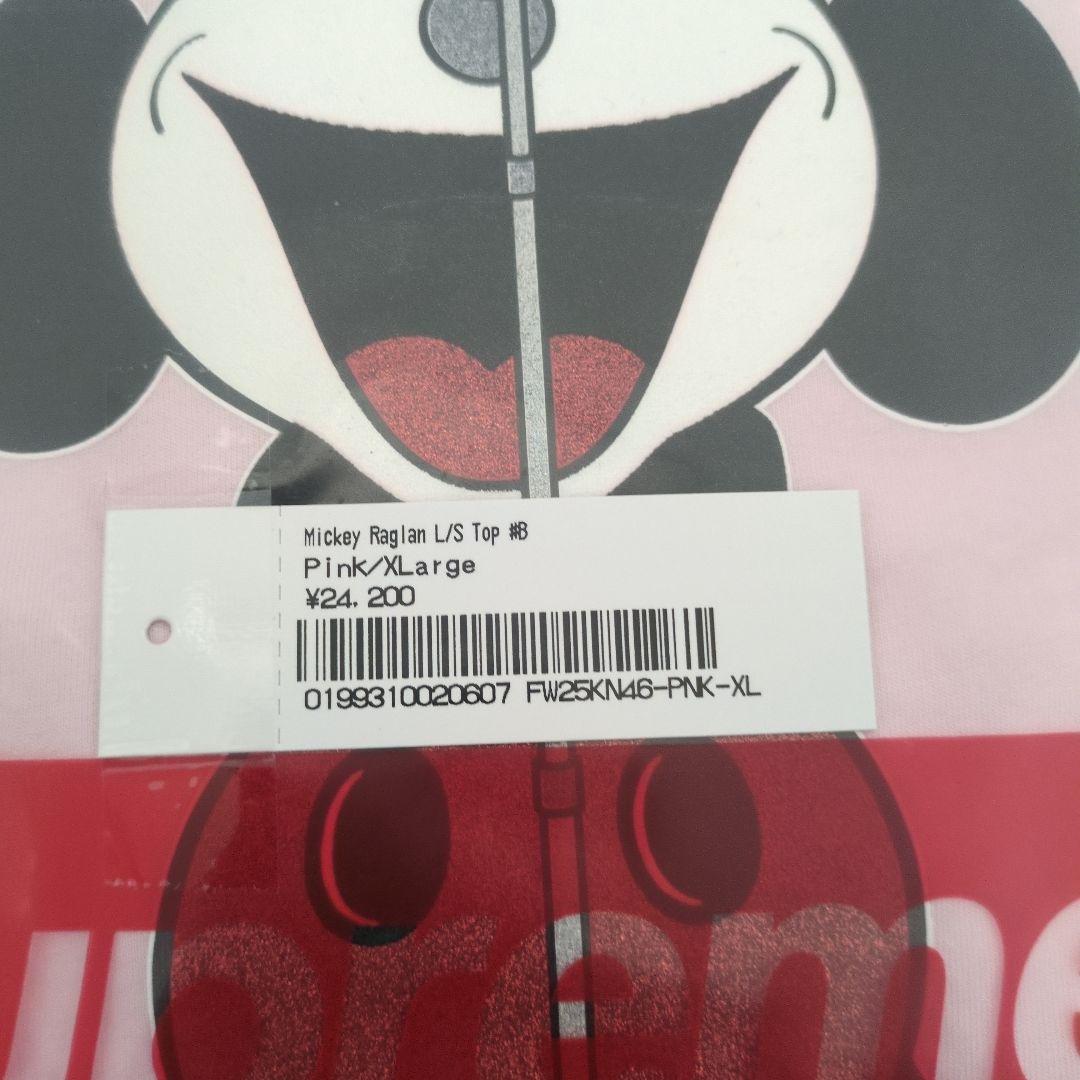 Mickey Raglan L/S Top #B
Pink/XLarge
¥24,200
0199310020607 FW25KN46-PNK-XL
upreme